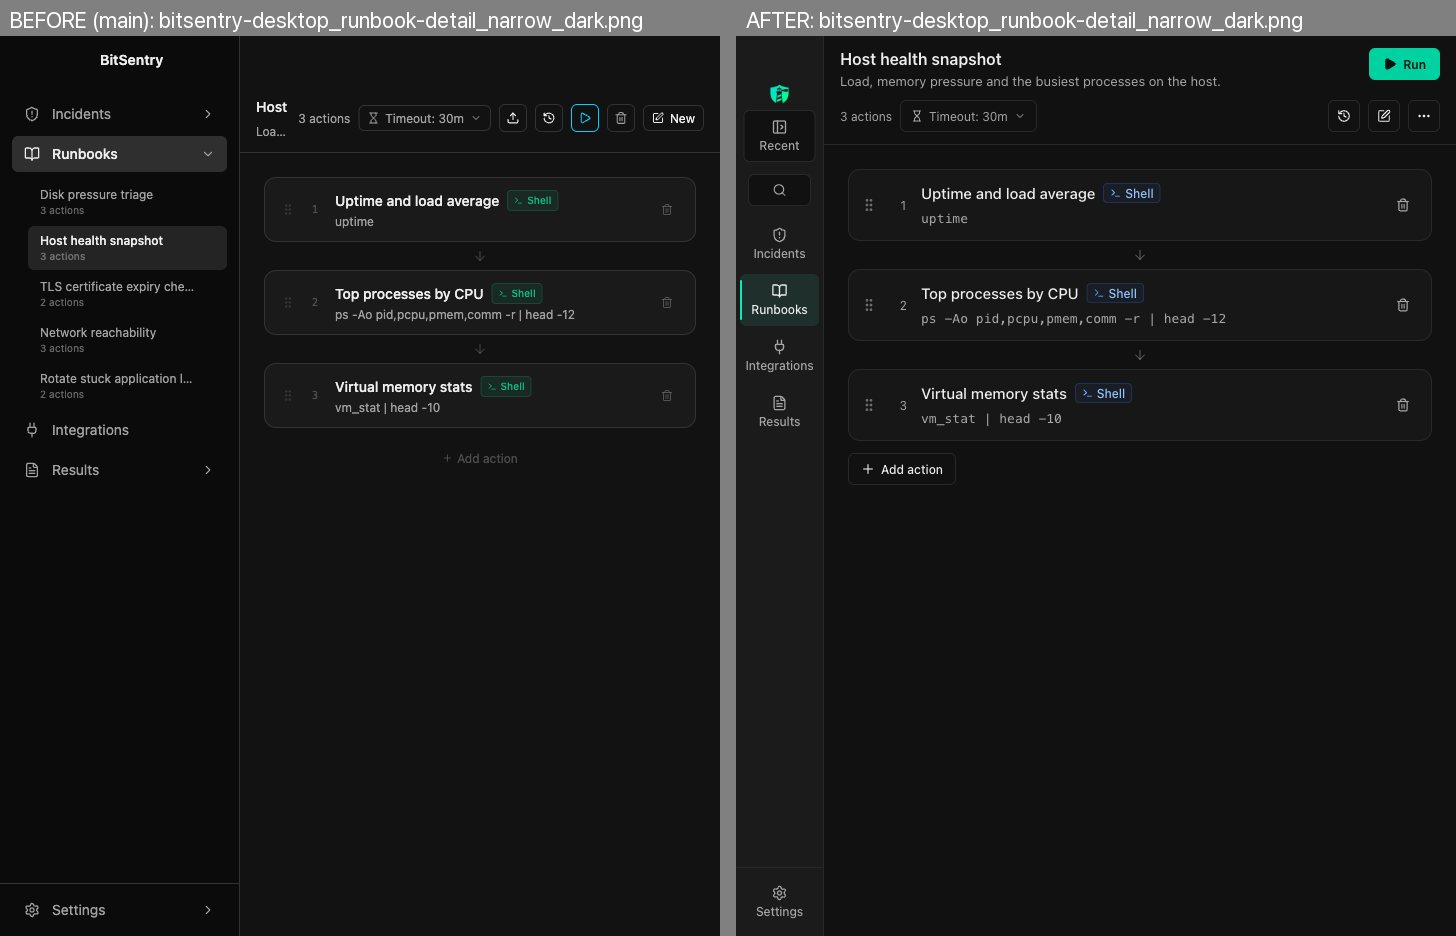 BEFORE (main): bitsentry-desktop_runbook-detail_narrow_dark.png
BitSentry
Incidents
Runbooks
Disk pressure triage
3 actions
Host health snapshot
3 actions
TLS certificate expiry che...
2 actions
Network reachability
3 actions
Rotate stuck application l...
2 actions
Integrations
Results
Settings
Host
Loa...
3 actions
Timeout: 30m
New
1
Uptime and load average
Shell
uptime
2
Top processes by CPU
Shell
ps -Ao pid,pcpu,pmem,comm -r | head -12
3
Virtual memory stats
Shell
vm_stat | head -10
+ Add action
AFTER: bitsentry-desktop_runbook-detail_narrow_dark.png
Recent
Incidents
Runbooks
Integrations
Results
Settings
Host health snapshot
Load, memory pressure and the busiest processes on the host.
Run
3 actions
Timeout: 30m
1
Uptime and load average
Shell
uptime
2
Top processes by CPU
Shell
ps -Ao pid,pcpu,pmem,comm -r | head -12
3
Virtual memory stats
Shell
vm_stat | head -10
+ Add action